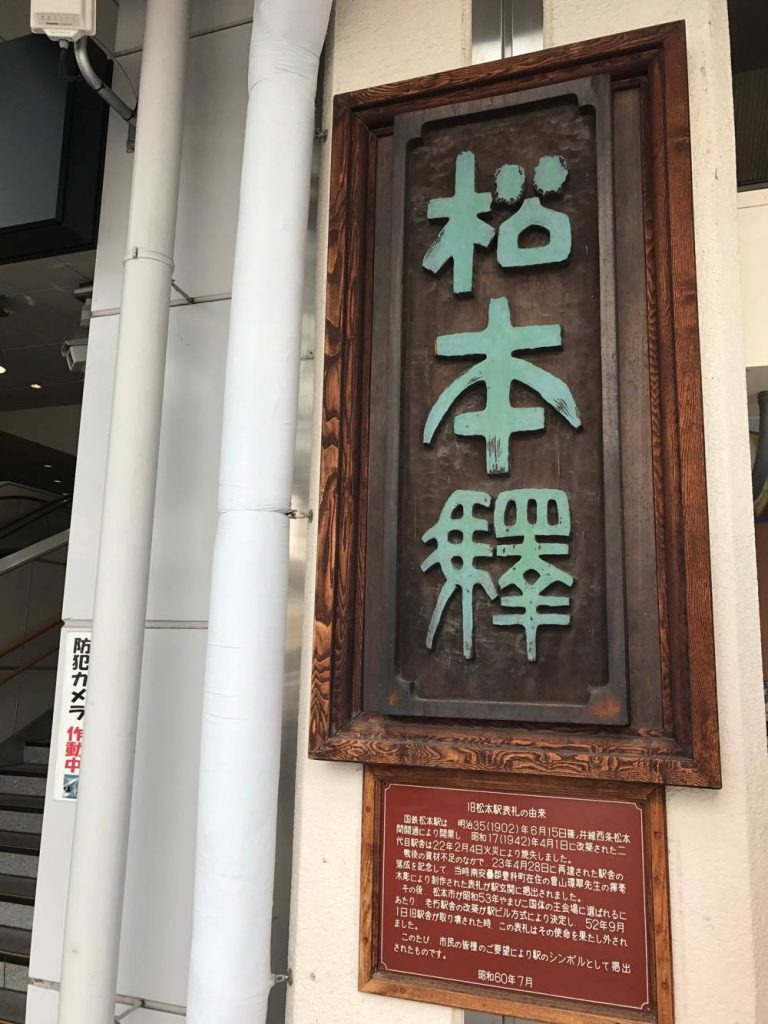 松本驛
防犯カメラ
作動中
旧松本駅表札の由来
国鉄松本駅は 明治35(1902)年6月15日篠ノ井線西条松本
間開通により開業し 昭和17(1942)年4月1日に改築された二
代目駅舎は22年2月4日火災により焼失しました。
戦後の資材不足のなかで、23年4月28日に再建された駅舎の
落成を記念して、当時南安曇郡豊科町在住の曽山環翠先生の揮毫
木彫により制作された表札が駅玄関に掲出されました。
その後 松本市が昭和53年やまびこ国体の主会場に選ばれるに
あたり 老朽駅舎の改築が駅ビル方式により決定し 52年9月
1日旧駅舎が取り壊された時、この表札はその使命を果たし外され
ました。
このたび 市民の皆様のご要望により駅のシンボルとして掲出
されたものです。
昭和60年7月